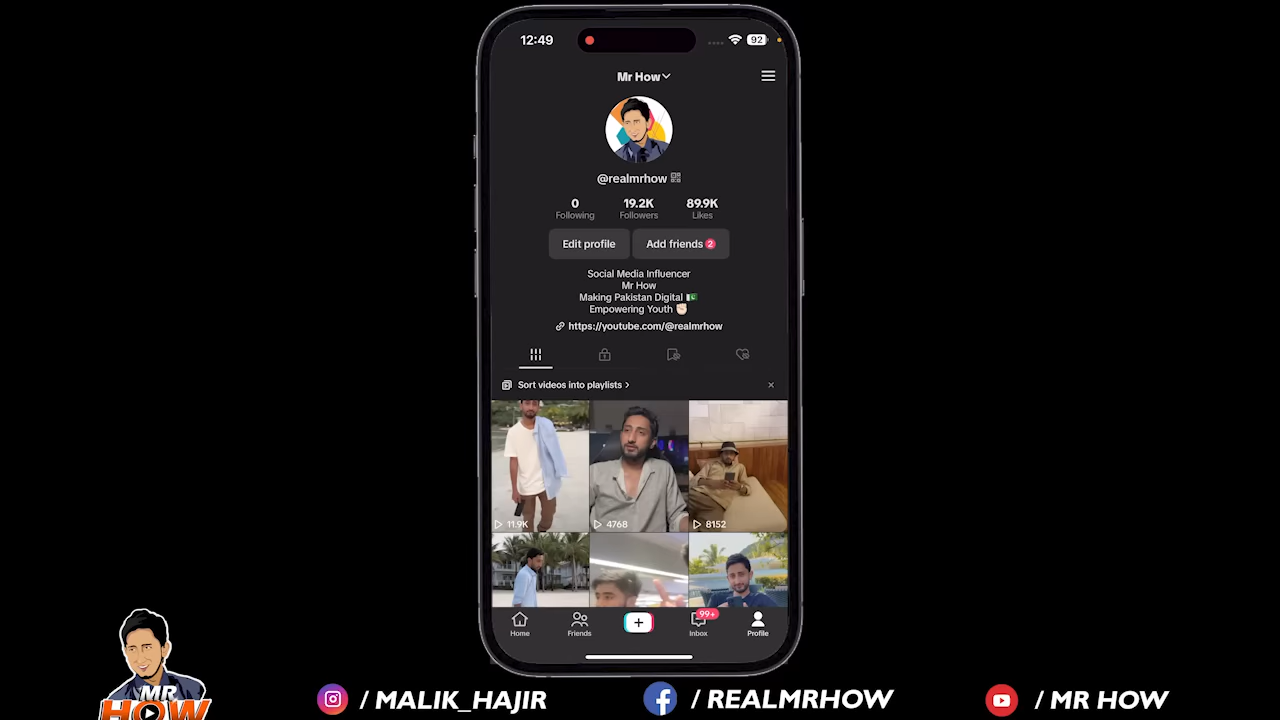 12:49
92
Mr How
@realmrhow
0 19.2K 89.9K
Following Followers Likes
Edit profile Add friends 2
Social Media Influencer
Mr How
Making Pakistan Digital 🇵🇰
Empowering Youth ✊🏻
https://youtube.com/@realmrhow
Sort videos into playlists >
11.9K 4768 8152
99+
Home Friends Inbox Profile
MR
HOW
/ MALIK_HAJIR / REALMRHOW / MR HOW